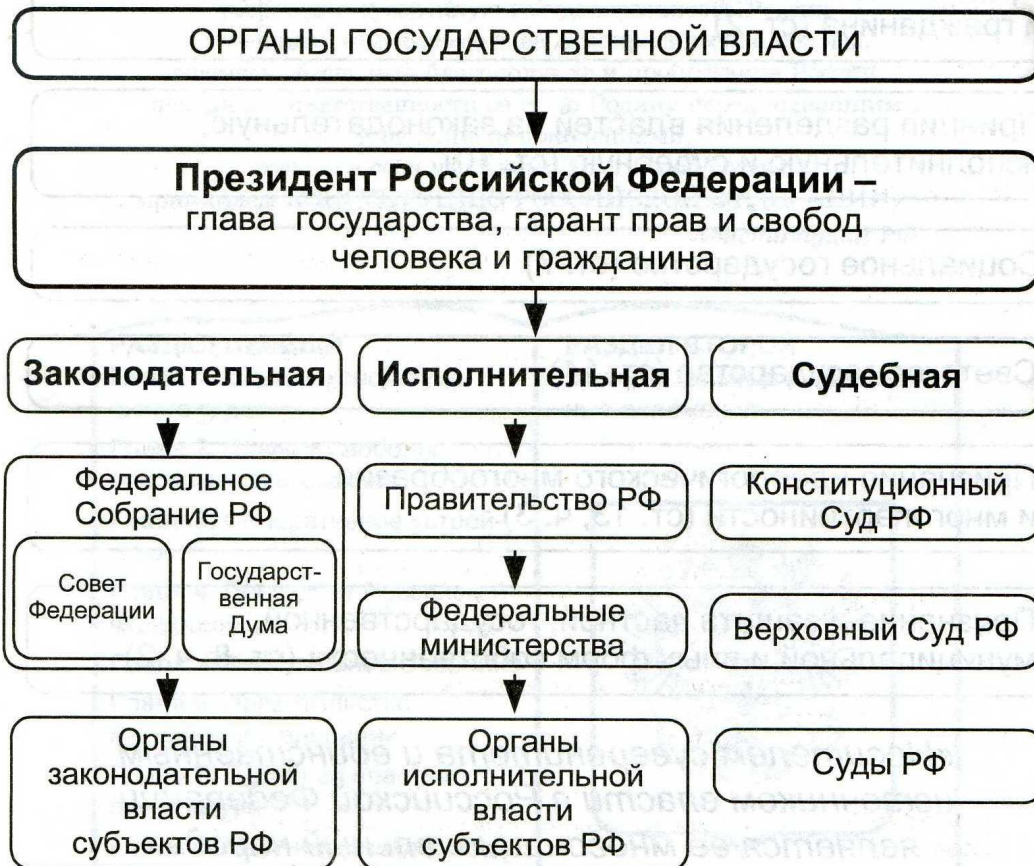 ОРГАНЫ ГОСУДАРСТВЕННОЙ ВЛАСТИ
Президент Российской Федерации –
глава государства, гарант прав и свобод
человека и гражданина
Законодательная
Исполнительная
Судебная
Федеральное
Собрание РФ
Совет
Федерации
Государст-
венная
Дума
Правительство РФ
Конституционный
Суд РФ
Федеральные
министерства
Верховный Суд РФ
Органы
законодательной
власти
субъектов РФ
Органы
исполнительной
власти
субъектов РФ
Суды РФ